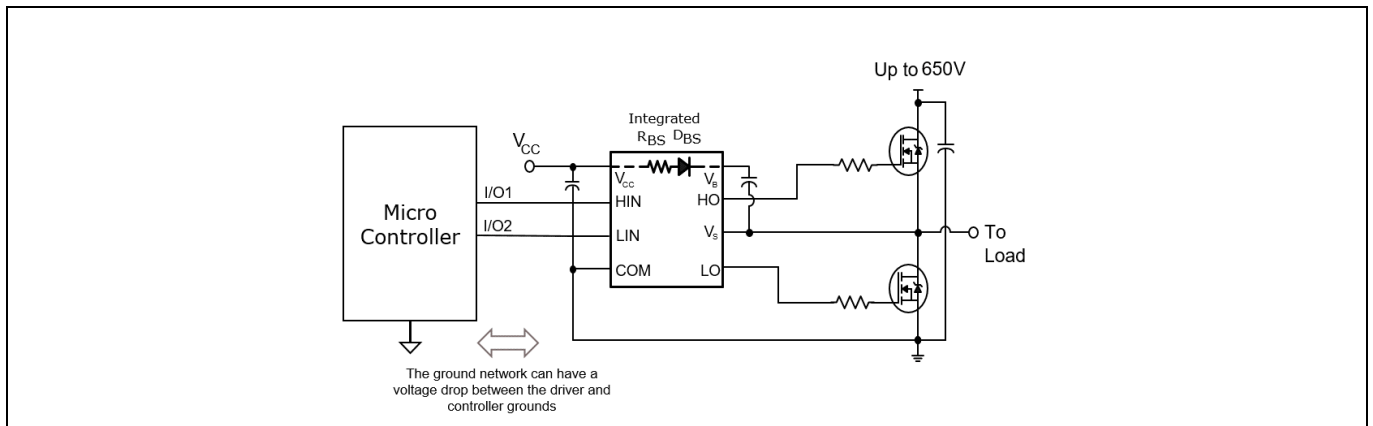 Up to 650V
Integrated
RBS DBS
VCC
Micro
Controller
I/O1
I/O2
VCC
HIN
LIN
COM
VB
HO
VS
LO
To
Load
The ground network can have a
voltage drop between the driver and
controller grounds